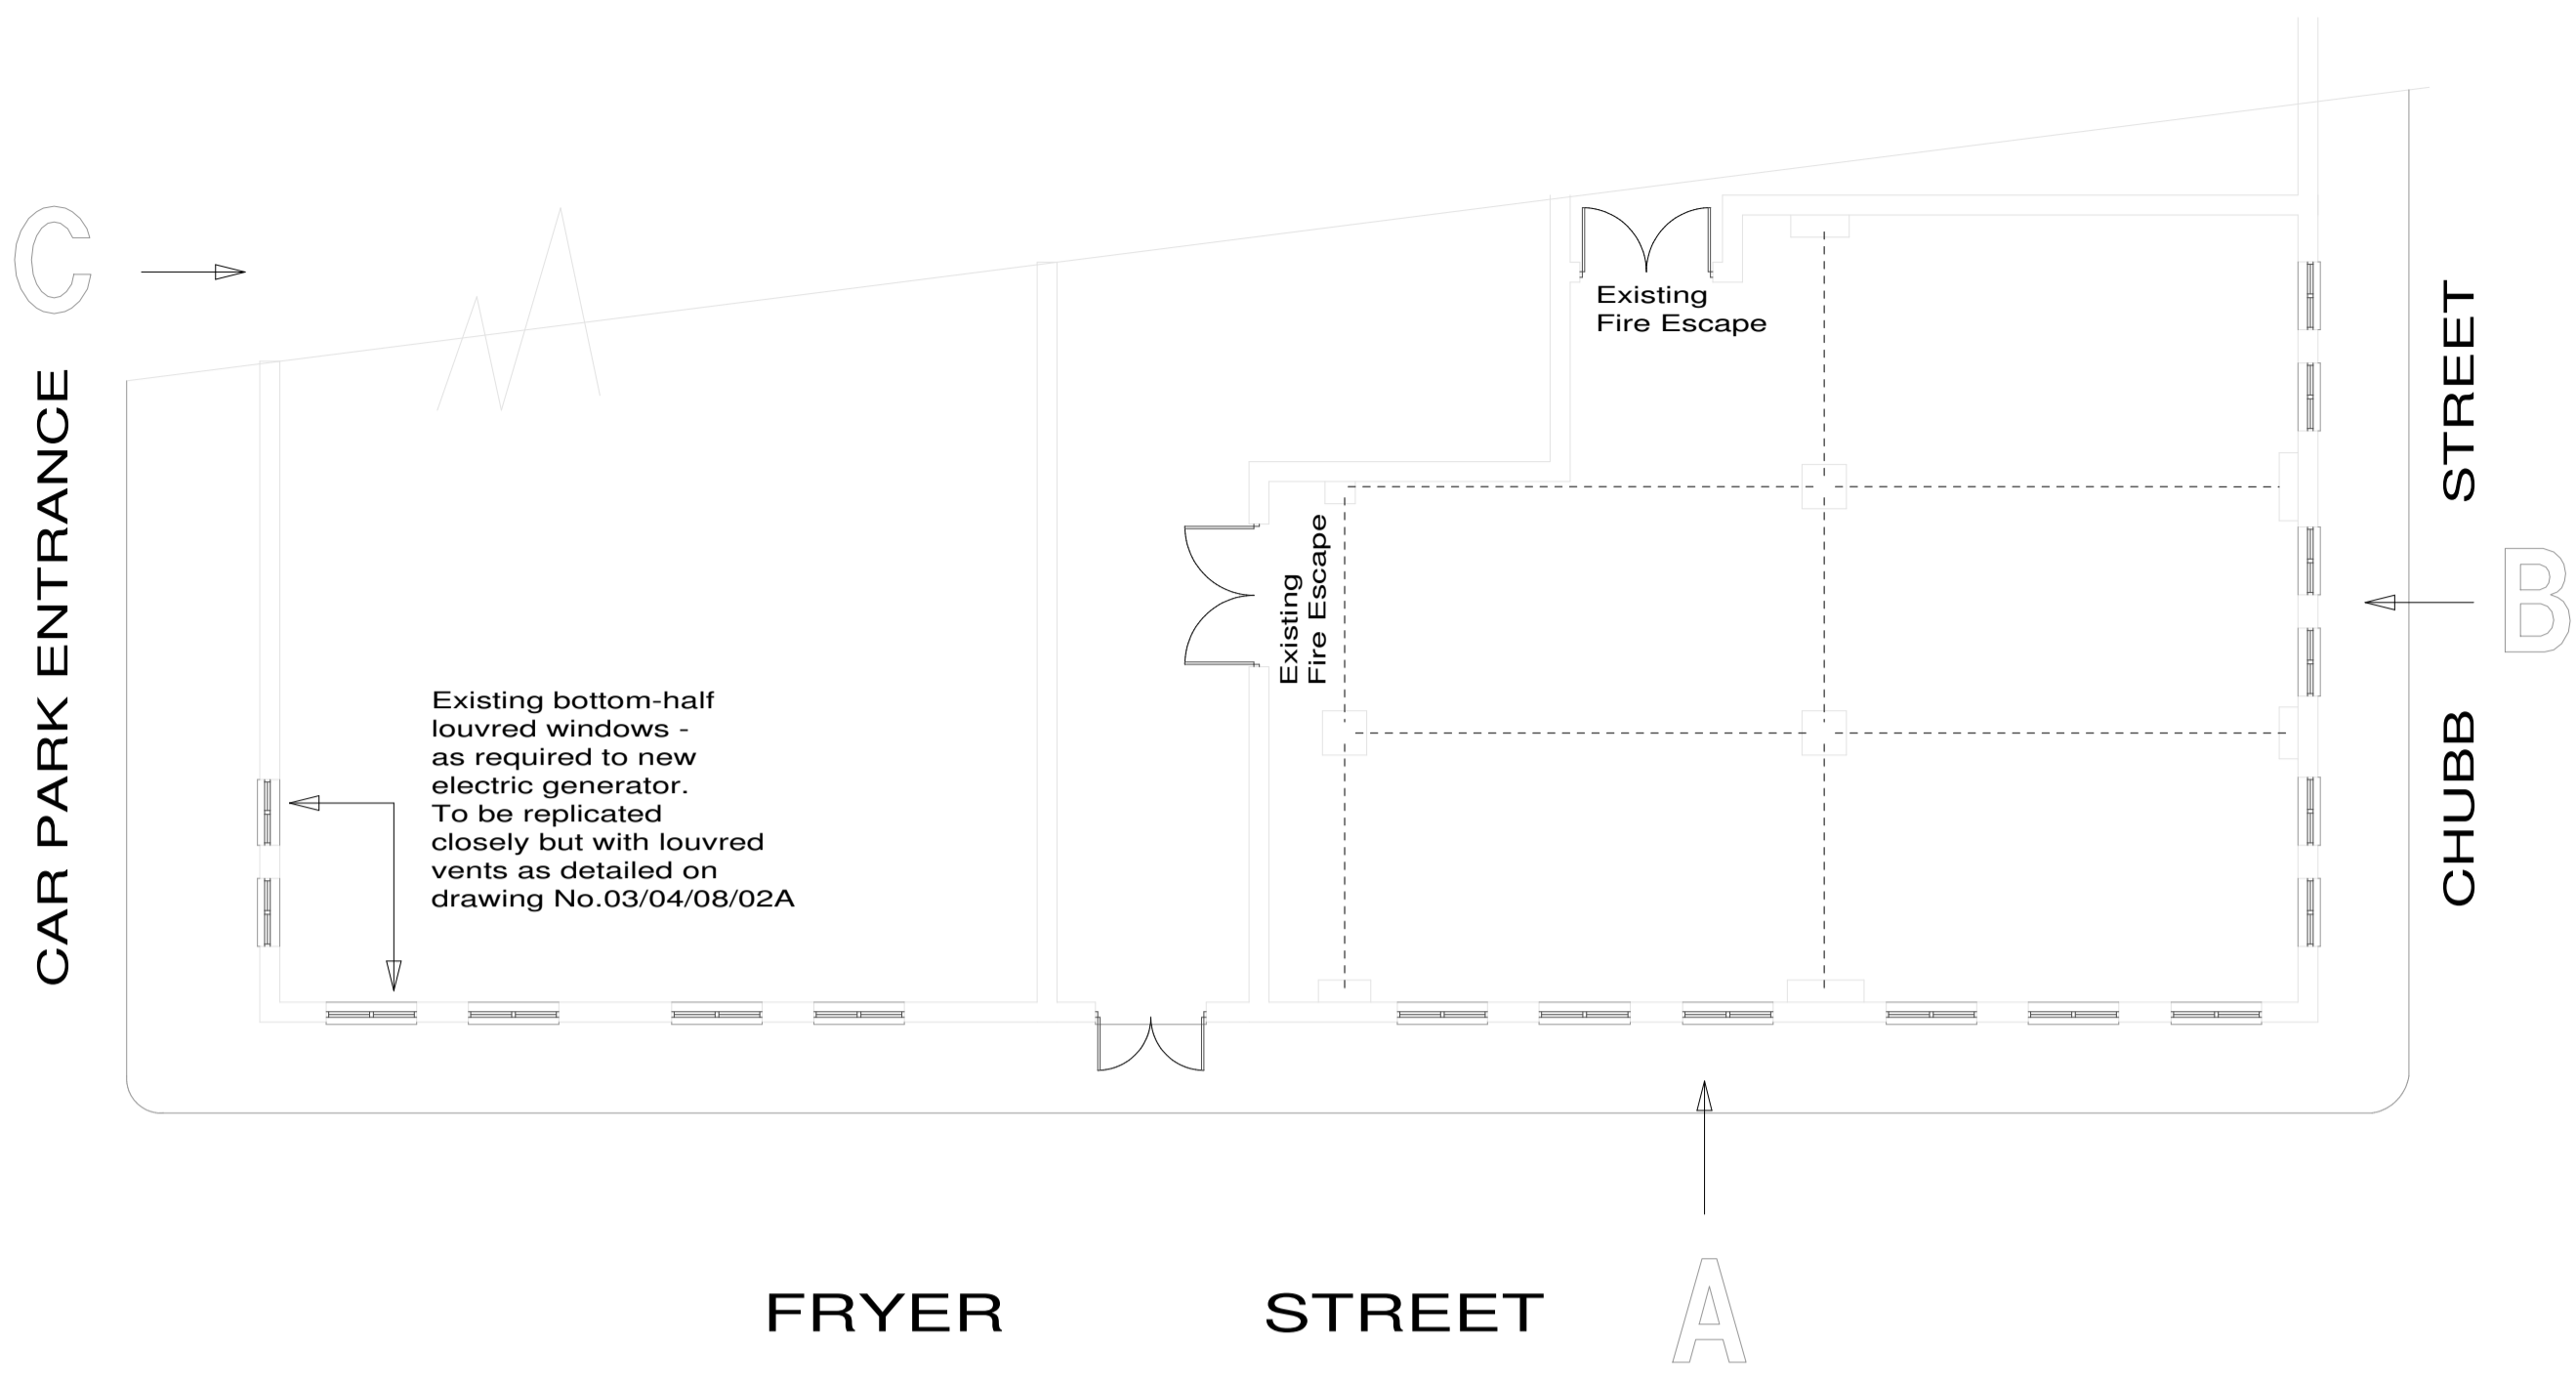 C
CAR PARK ENTRANCE
Existing
Fire Escape
Existing
Fire Escape
Existing bottom-half
louvred windows -
as required to new
electric generator.
To be replicated
closely but with louvred
vents as detailed on
drawing No.03/04/08/02A
CHUBB STREET
B
FRYER STREET
A